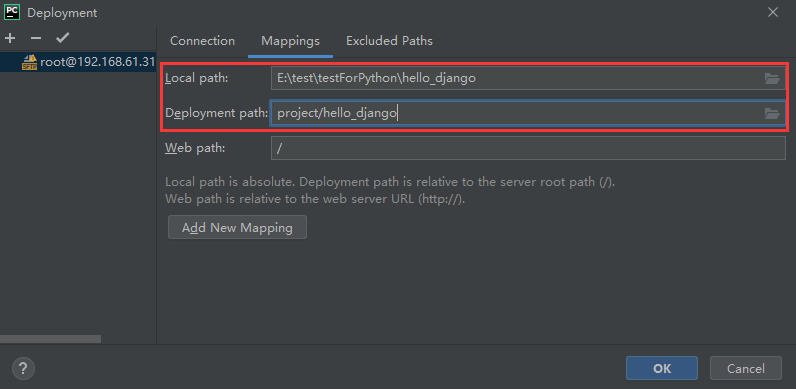 PC Deployment
Connection Mappings Excluded Paths
SFTP root@192.168.61.31
Local path: E:\test\testForPython\hello_django
Deployment path: project/hello_django
Web path: /
Local path is absolute. Deployment path is relative to the server root path (/).
Web path is relative to the web server URL (http://).
Add New Mapping
? OK Cancel